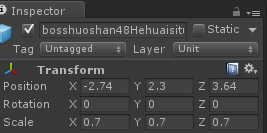 Inspector
bosshuoshan48Hehuaisit Static
Tag Untagged Layer Unit
Transform
Position X -2.74 Y 2.3 Z 3.64
Rotation X 0 Y 0 Z 0
Scale X 0.7 Y 0.7 Z 0.7